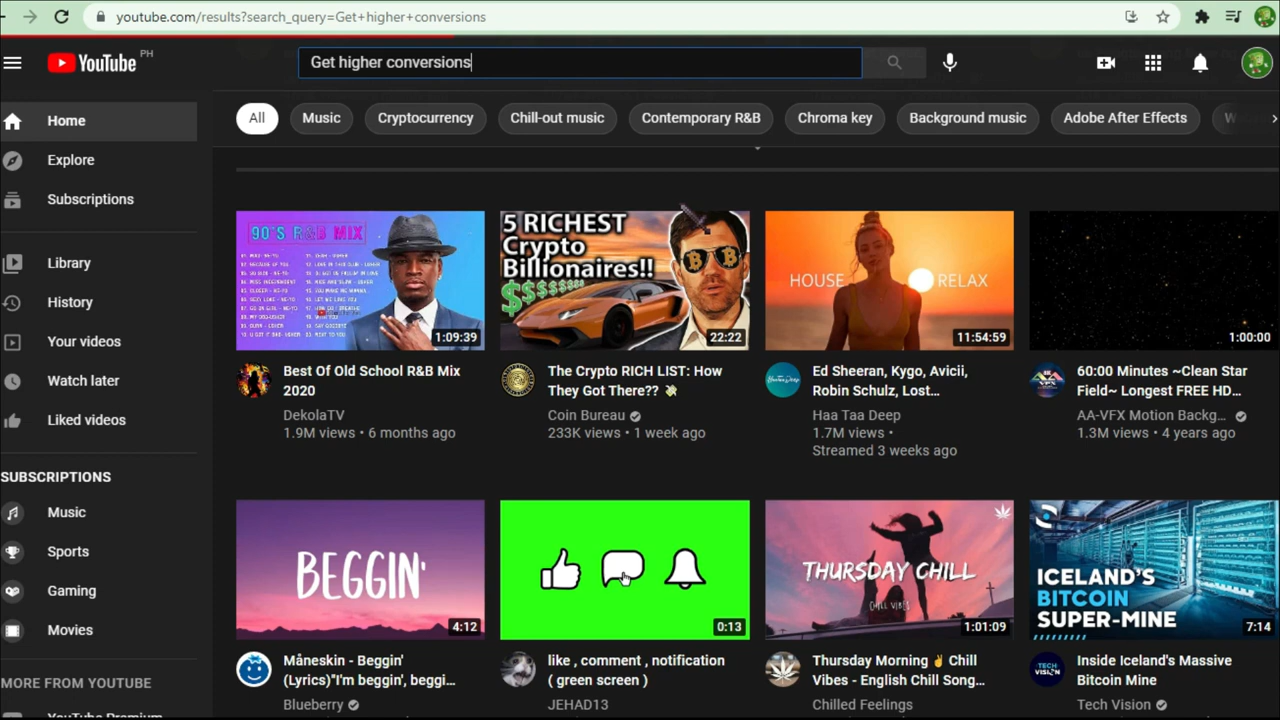 youtube.com/results?search_query=Get+higher+conversions
YouTube PH
Get higher conversions
All
Music
Cryptocurrency
Chill-out music
Contemporary R&B
Chroma key
Background music
Adobe After Effects
Home
Explore
Subscriptions
Library
History
Your videos
Watch later
Liked videos
SUBSCRIPTIONS
Music
Sports
Gaming
Movies
MORE FROM YOUTUBE
YouTube Premium
90'S R&B MIX
1:09:39
Best Of Old School R&B Mix
2020
DekolaTV
1.9M views • 6 months ago
5 RICHEST
Crypto
Billionaires!!
22:22
The Crypto RICH LIST: How
They Got There??
Coin Bureau
233K views • 1 week ago
HOUSE RELAX
11:54:59
Ed Sheeran, Kygo, Avicii,
Robin Schulz, Lost...
Haa Taa Deep
1.7M views •
Streamed 3 weeks ago
1:00:00
60:00 Minutes ~Clean Star
Field~ Longest FREE HD...
AA-VFX Motion Backg...
1.3M views • 4 years ago
BEGGIN'
4:12
Måneskin - Beggin'
(Lyrics)"I'm beggin', beggi...
Blueberry
0:13
like , comment , notification
( green screen )
JEHAD13
THURSDAY CHILL
CHILL VIBES
1:01:09
Thursday Morning ✌ Chill
Vibes - English Chill Song...
Chilled Feelings
ICELAND'S
BITCOIN
SUPER-MINE
7:14
TECH
VISION
Inside Iceland's Massive
Bitcoin Mine
Tech Vision